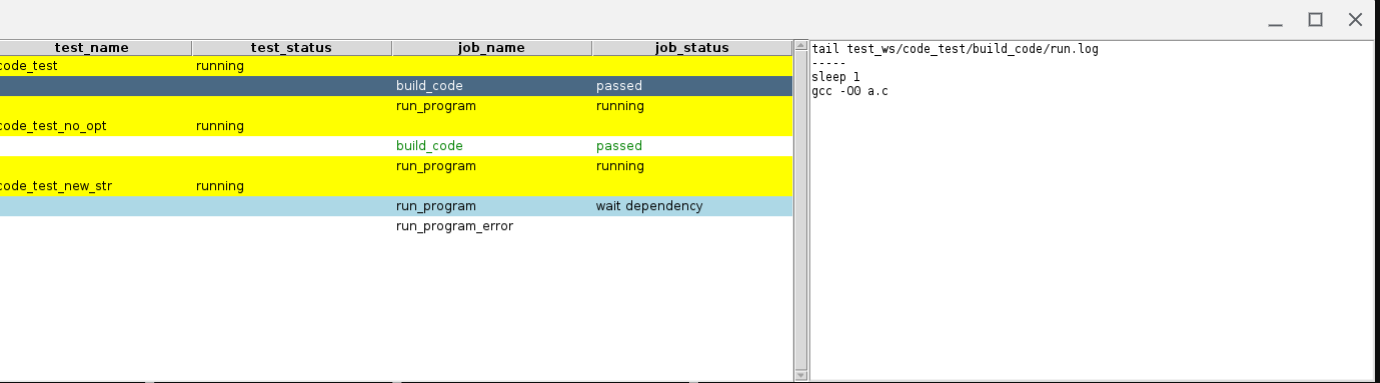 test_name test_status job_name job_status
code_test running
build_code passed
run_program running
code_test_no_opt running
build_code passed
run_program running
code_test_new_str running
run_program wait dependency
run_program_error
tail test_ws/code_test/build_code/run.log
-----
sleep 1
gcc -O0 a.c